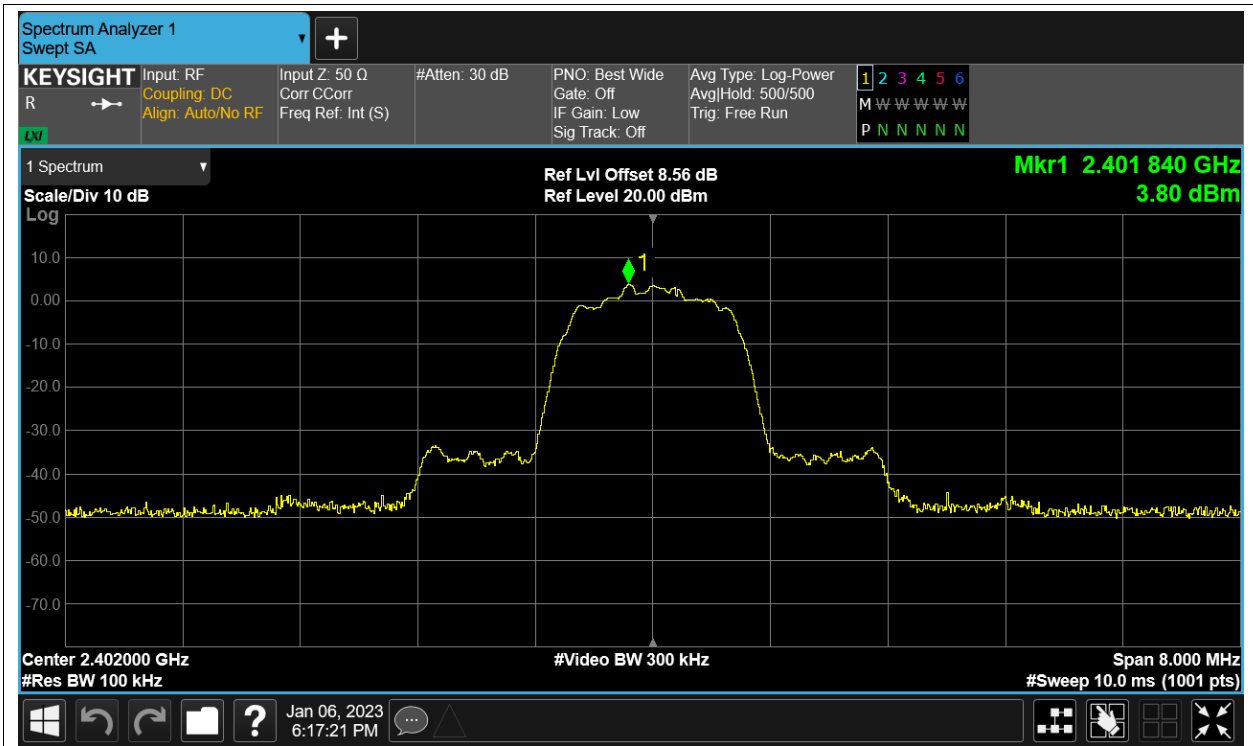 Spectrum Analyzer 1
Swept SA
KEYSIGHT
R
LXI
Input: RF
Coupling: DC
Align: Auto/No RF
Input Z: 50 Ω
Corr CCorr
Freq Ref: Int (S)
#Atten: 30 dB
PNO: Best Wide
Gate: Off
IF Gain: Low
Sig Track: Off
Avg Type: Log-Power
Avg|Hold: 500/500
Trig: Free Run
1 2 3 4 5 6
M W W W W W
P N N N N N
1 Spectrum
Scale/Div 10 dB
Log
Ref Lvl Offset 8.56 dB
Ref Level 20.00 dBm
Mkr1 2.401 840 GHz
3.80 dBm
1
10.0
0.00
-10.0
-20.0
-30.0
-40.0
-50.0
-60.0
-70.0
Center 2.402000 GHz
#Res BW 100 kHz
#Video BW 300 kHz
Span 8.000 MHz
#Sweep 10.0 ms (1001 pts)
Jan 06, 2023
6:17:21 PM